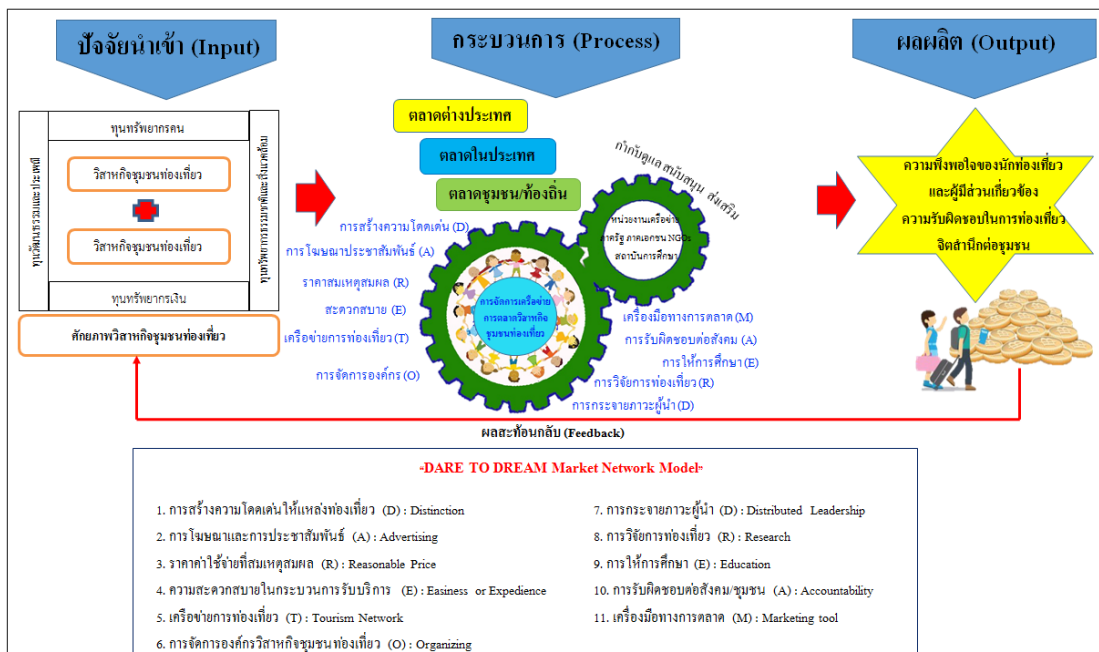 ปัจจัยนำเข้า (Input)
กระบวนการ (Process)
ผลผลิต (Output)
ทุนวัฒนธรรมและประเพณี
ทุนทรัพยากรคน
วิสาหกิจชุมชนท่องเที่ยว
วิสาหกิจชุมชนท่องเที่ยว
ทุนทรัพยากรเงิน
ทุนทรัพยากรธรรมชาติและสิ่งแวดล้อม
ศักยภาพวิสาหกิจชุมชนท่องเที่ยว
ตลาดต่างประเทศ
ตลาดในประเทศ
ตลาดชุมชน/ท้องถิ่น
กำกับดูแล สนับสนุน ส่งเสริม
หน่วยงานเครือข่าย
ภาครัฐ ภาคเอกชน NGOs
สถาบันการศึกษา
การสร้างความโดดเด่น (D)
การโฆษณาประชาสัมพันธ์ (A)
ราคาสมเหตุสมผล (R)
สะดวกสบาย (E)
เครือข่ายการท่องเที่ยว (T)
การจัดการองค์กร (O)
การจัดการเครือข่าย
การตลาดวิสาหกิจ
ชุมชนท่องเที่ยว
เครื่องมือทางการตลาด (M)
การรับผิดชอบต่อสังคม (A)
การให้การศึกษา (E)
การวิจัยการท่องเที่ยว (R)
การกระจายภาวะผู้นำ (D)
ความพึงพอใจของนักท่องเที่ยว
และผู้มีส่วนเกี่ยวข้อง
ความรับผิดชอบในการท่องเที่ยว
จิตสำนึกต่อชุมชน
ผลสะท้อนกลับ (Feedback)
"DARE TO DREAM Market Network Model"
1. การสร้างความโดดเด่นให้แหล่งท่องเที่ยว (D) : Distinction
2. การโฆษณาและการประชาสัมพันธ์ (A) : Advertising
3. ราคาค่าใช้จ่ายที่สมเหตุสมผล (R) : Reasonable Price
4. ความสะดวกสบายในกระบวนการรับบริการ (E) : Easiness or Expedience
5. เครือข่ายการท่องเที่ยว (T) : Tourism Network
6. การจัดการองค์กรวิสาหกิจชุมชนท่องเที่ยว (O) : Organizing
7. การกระจายภาวะผู้นำ (D) : Distributed Leadership
8. การวิจัยการท่องเที่ยว (R) : Research
9. การให้การศึกษา (E) : Education
10. การรับผิดชอบต่อสังคม/ชุมชน (A) : Accountability
11. เครื่องมือทางการตลาด (M) : Marketing tool